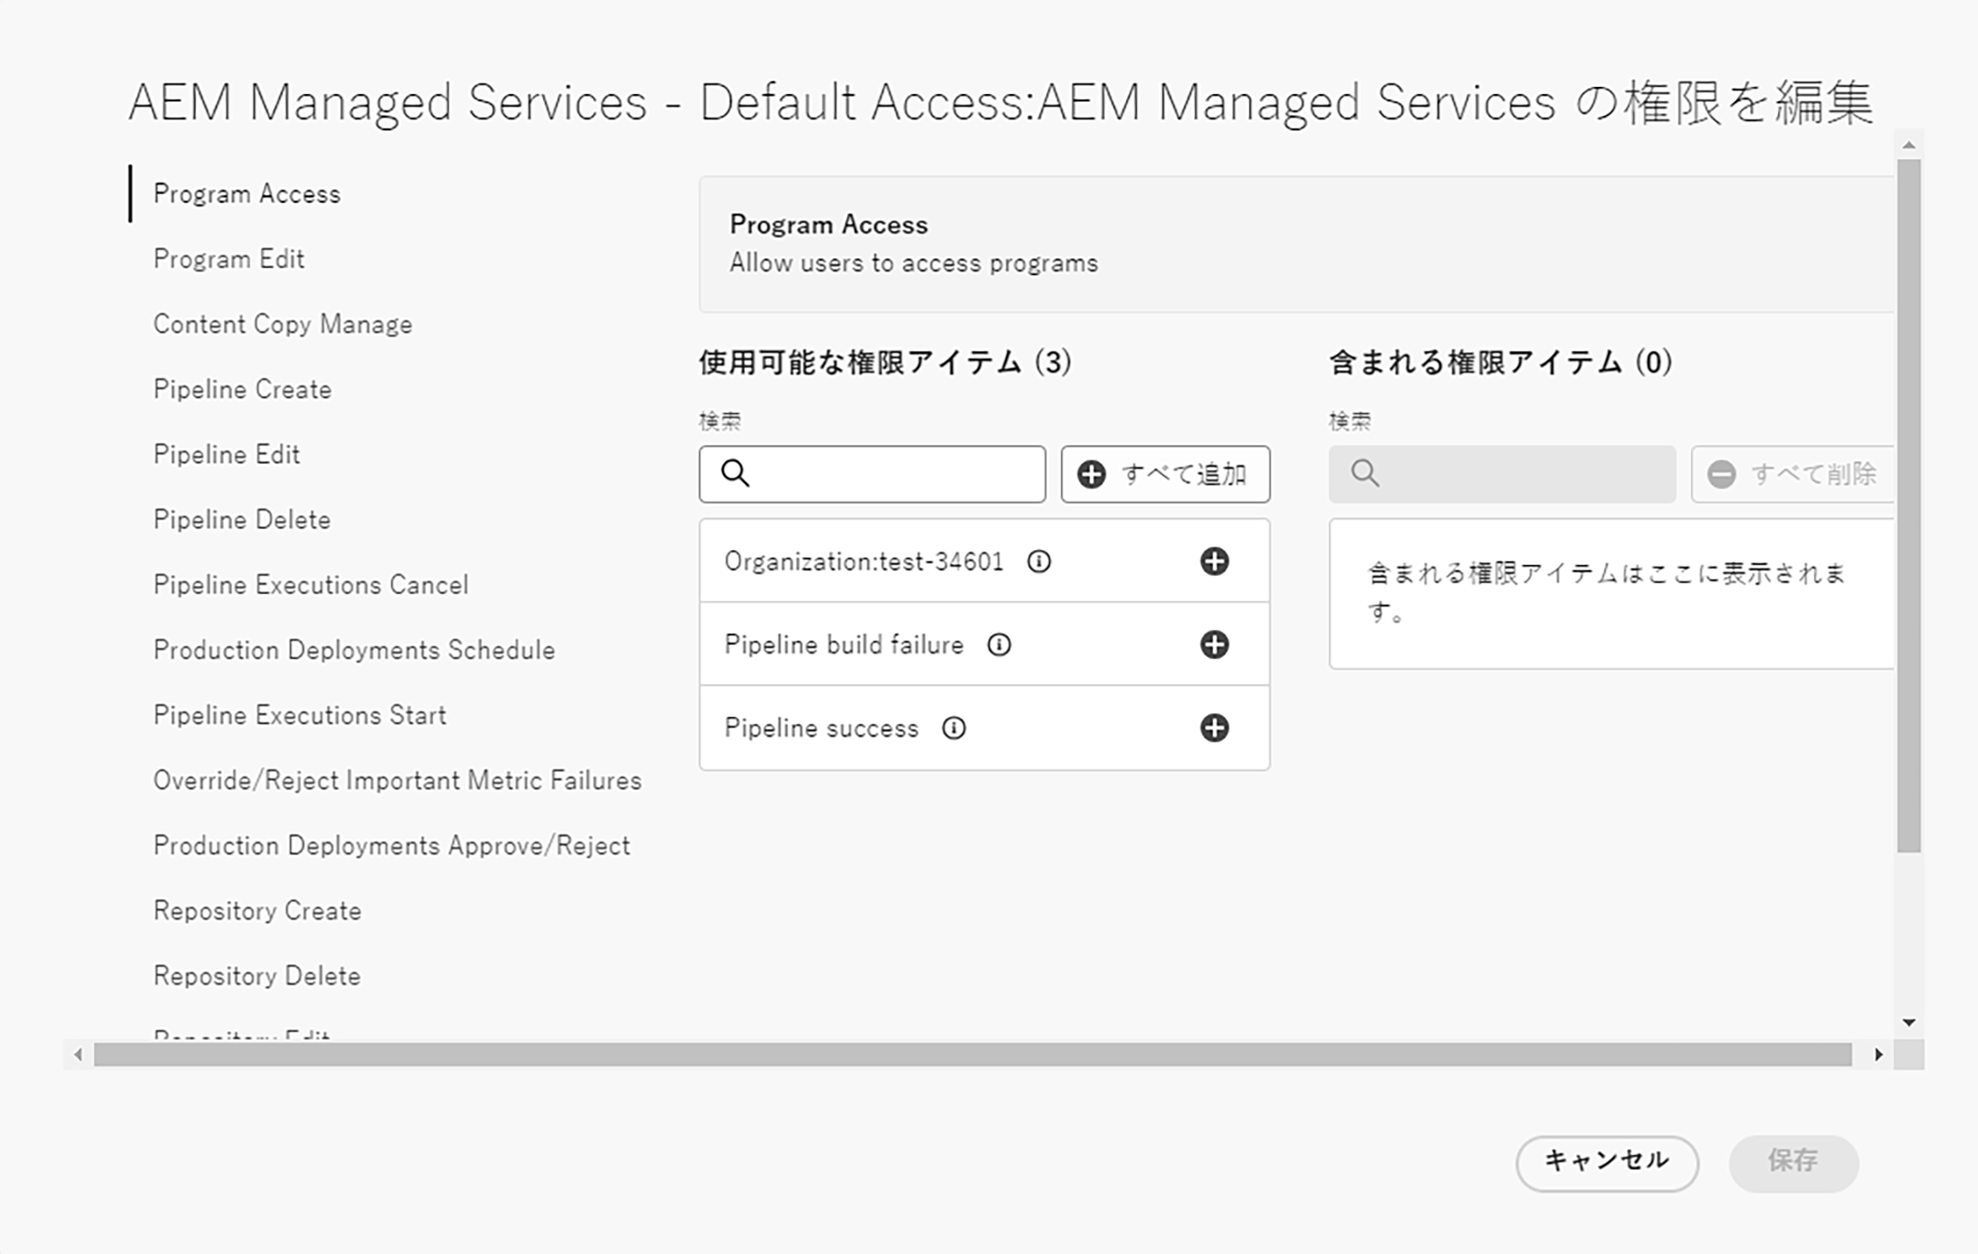 AEM Managed Services - Default Access:AEM Managed Services の権限を編集
Program Access
Program Edit
Content Copy Manage
Pipeline Create
Pipeline Edit
Pipeline Delete
Pipeline Executions Cancel
Production Deployments Schedule
Pipeline Executions Start
Override/Reject Important Metric Failures
Production Deployments Approve/Reject
Repository Create
Repository Delete
Repository Edit
Program Access
Allow users to access programs
使用可能な権限アイテム (3)
検索
すべて追加
Organization:test-34601
Pipeline build failure
Pipeline success
含まれる権限アイテム (0)
検索
すべて削除
含まれる権限アイテムはここに表示されま
す。
キャンセル
保存